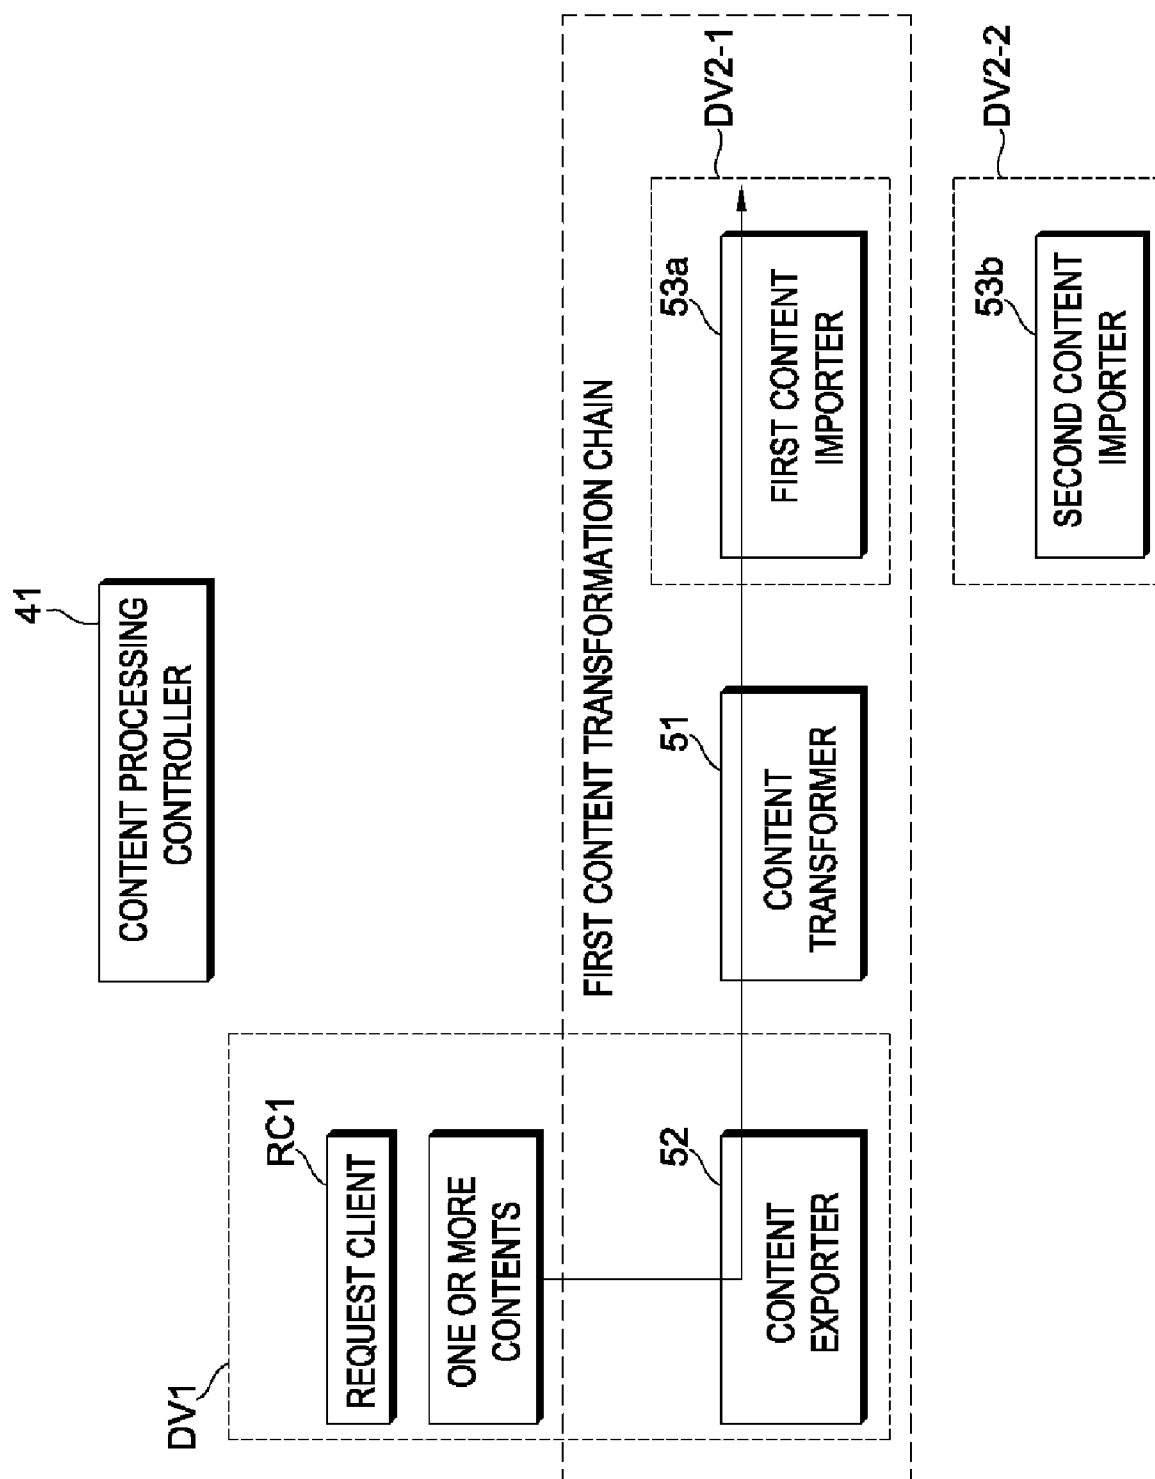 41
CONTENT PROCESSING
CONTROLLER
DV1
RC1
REQUEST CLIENT
ONE OR MORE
CONTENTS
FIRST CONTENT TRANSFORMATION CHAIN
52
CONTENT
EXPORTER
51
CONTENT
TRANSFORMER
53a
FIRST CONTENT
IMPORTER
DV2-1
53b
SECOND CONTENT
IMPORTER
DV2-2